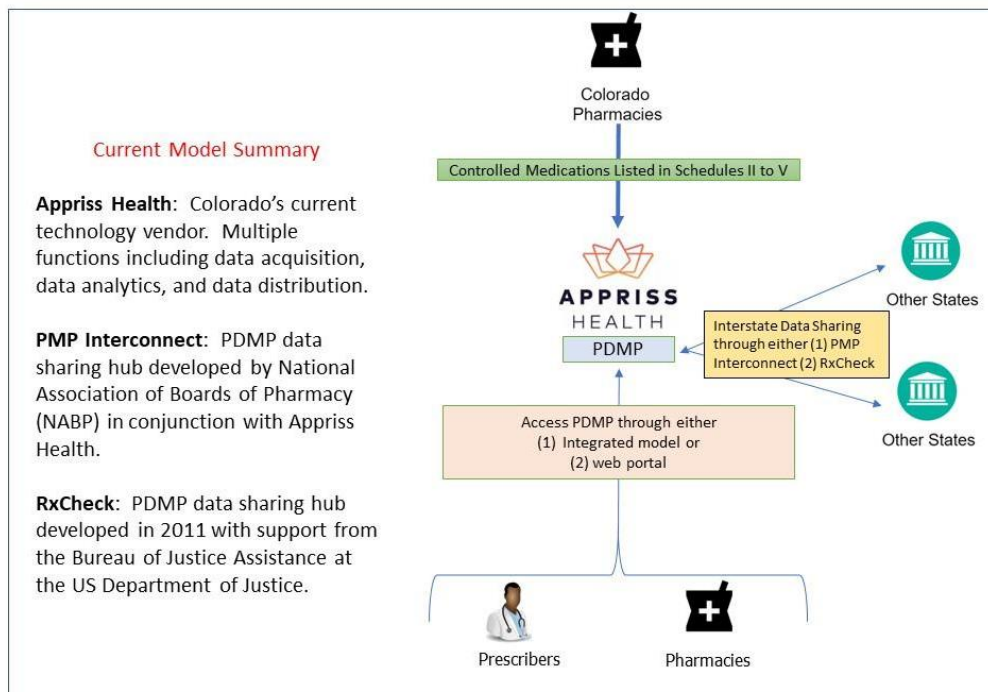 Current Model Summary
Appriss Health: Colorado's current
technology vendor. Multiple
functions including data acquisition,
data analytics, and data distribution.
PMP Interconnect: PDMP data
sharing hub developed by National
Association of Boards of Pharmacy
(NABP) in conjunction with Appriss
Health.
RxCheck: PDMP data sharing hub
developed in 2011 with support from
the Bureau of Justice Assistance at
the US Department of Justice.
Colorado
Pharmacies
Controlled Medications Listed in Schedules II to V
APPRISS
HEALTH
PDMP
Interstate Data Sharing
through either (1) PMP
Interconnect (2) RxCheck
Other States
Other States
Access PDMP through either
(1) Integrated model or
(2) web portal
Prescribers
Pharmacies